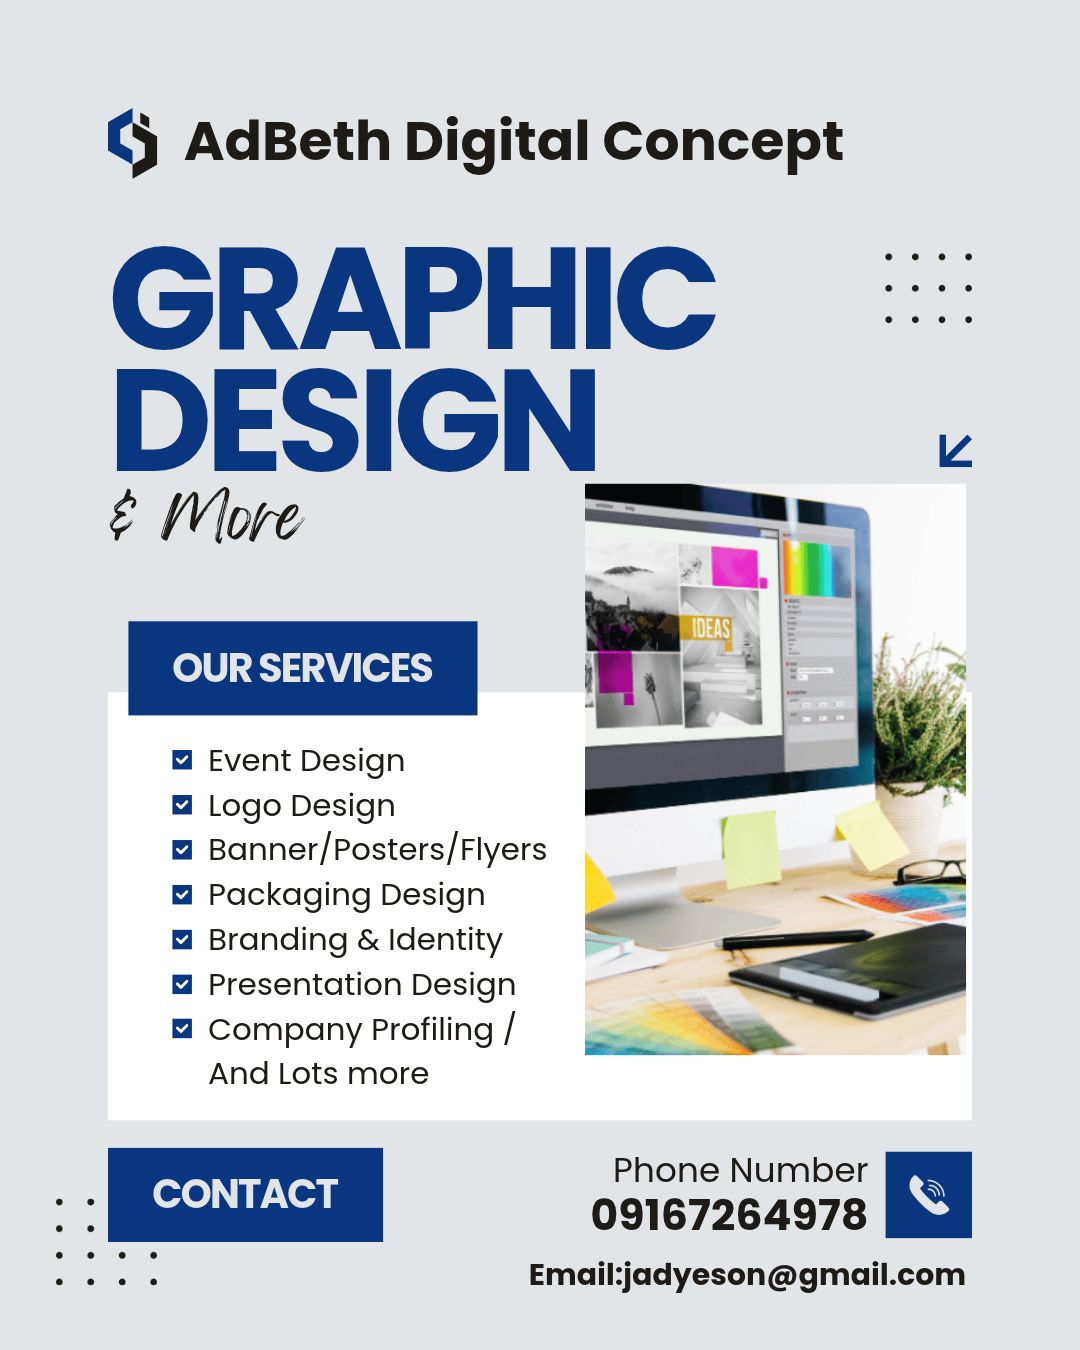 AdBeth Digital Concept
GRAPHIC
DESIGN
& More
IDEAS
OUR SERVICES
Event Design
Logo Design
Banner/Posters/Flyers
Packaging Design
Branding & Identity
Presentation Design
Company Profiling /
And Lots more
CONTACT
Phone Number
09167264978
Email:jadyeson@gmail.com